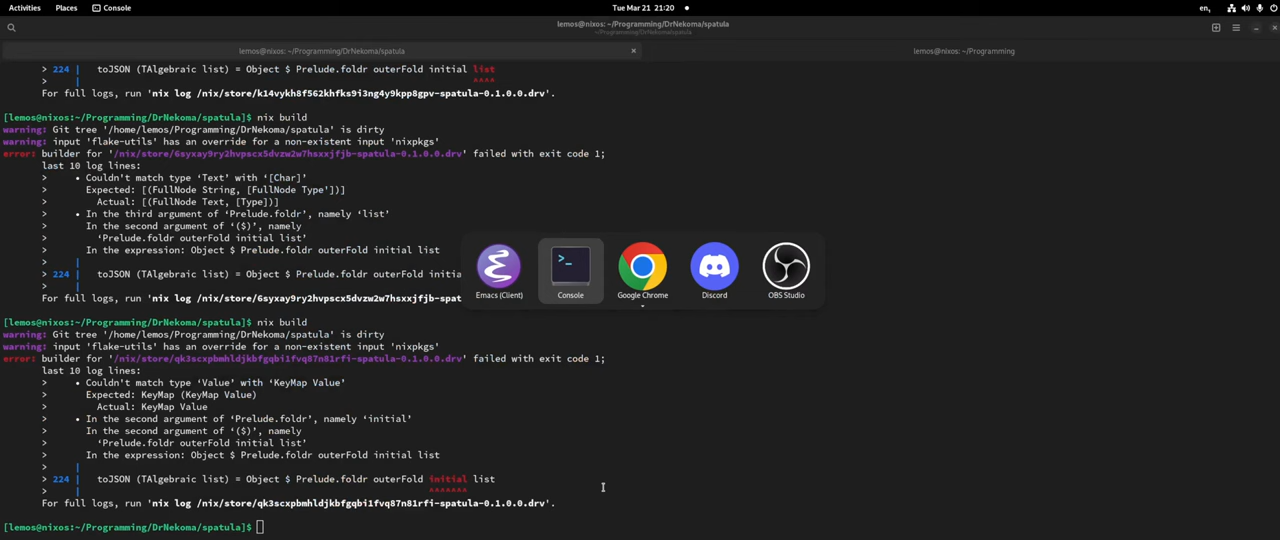 Activities Places Console Tue Mar 21 21:20 en,
lemos@nixos: ~/Programming/DrNekoma/spatula
~/Programming/DrNekoma/spatula
lemos@nixos: ~/Programming/DrNekoma/spatula × lemos@nixos: ~/Programming
> 224 | toJSON (TAlgebraic list) = Object $ Prelude.foldr outerFold initial list
> | ^^^^
For full logs, run 'nix log /nix/store/k14vykh8f562khfks9i3ng4y9kpp8gpv-spatula-0.1.0.0.drv'.
[lemos@nixos:~/Programming/DrNekoma/spatula]$ nix build
warning: Git tree '/home/lemos/Programming/DrNekoma/spatula' is dirty
warning: input 'flake-utils' has an override for a non-existent input 'nixpkgs'
error: builder for '/nix/store/6syxay9ry2hvpscx5dvzw2w7hsxxjfjb-spatula-0.1.0.0.drv' failed with exit code 1;
last 10 log lines:
> • Couldn't match type ‘Text’ with ‘[Char]’
> Expected: [(FullNode String, [FullNode Type'])]
> Actual: [(FullNode Text, [Type])]
> • In the third argument of ‘Prelude.foldr’, namely ‘list’
> In the second argument of ‘($)’, namely
> ‘Prelude.foldr outerFold initial list’
> In the expression: Object $ Prelude.foldr outerFold initial list
> |
> 224 | toJSON (TAlgebraic list) = Object $ Prelude.foldr outerFold initia
> |
For full logs, run 'nix log /nix/store/6syxay9ry2hvpscx5dvzw2w7hsxxjfjb-spat
Emacs (Client) Console Google Chrome Discord OBS Studio
[lemos@nixos:~/Programming/DrNekoma/spatula]$ nix build
warning: Git tree '/home/lemos/Programming/DrNekoma/spatula' is dirty
warning: input 'flake-utils' has an override for a non-existent input 'nixpkgs'
error: builder for '/nix/store/qk3scxpbmhldjkbfgqbi1fvq87n81rfi-spatula-0.1.0.0.drv' failed with exit code 1;
last 10 log lines:
> • Couldn't match type ‘Value’ with ‘KeyMap Value’
> Expected: KeyMap (KeyMap Value)
> Actual: KeyMap Value
> • In the second argument of ‘Prelude.foldr’, namely ‘initial’
> In the second argument of ‘($)’, namely
> ‘Prelude.foldr outerFold initial list’
> In the expression: Object $ Prelude.foldr outerFold initial list
> |
> 224 | toJSON (TAlgebraic list) = Object $ Prelude.foldr outerFold initial list
> | ^^^^^^^
For full logs, run 'nix log /nix/store/qk3scxpbmhldjkbfgqbi1fvq87n81rfi-spatula-0.1.0.0.drv'.
[lemos@nixos:~/Programming/DrNekoma/spatula]$